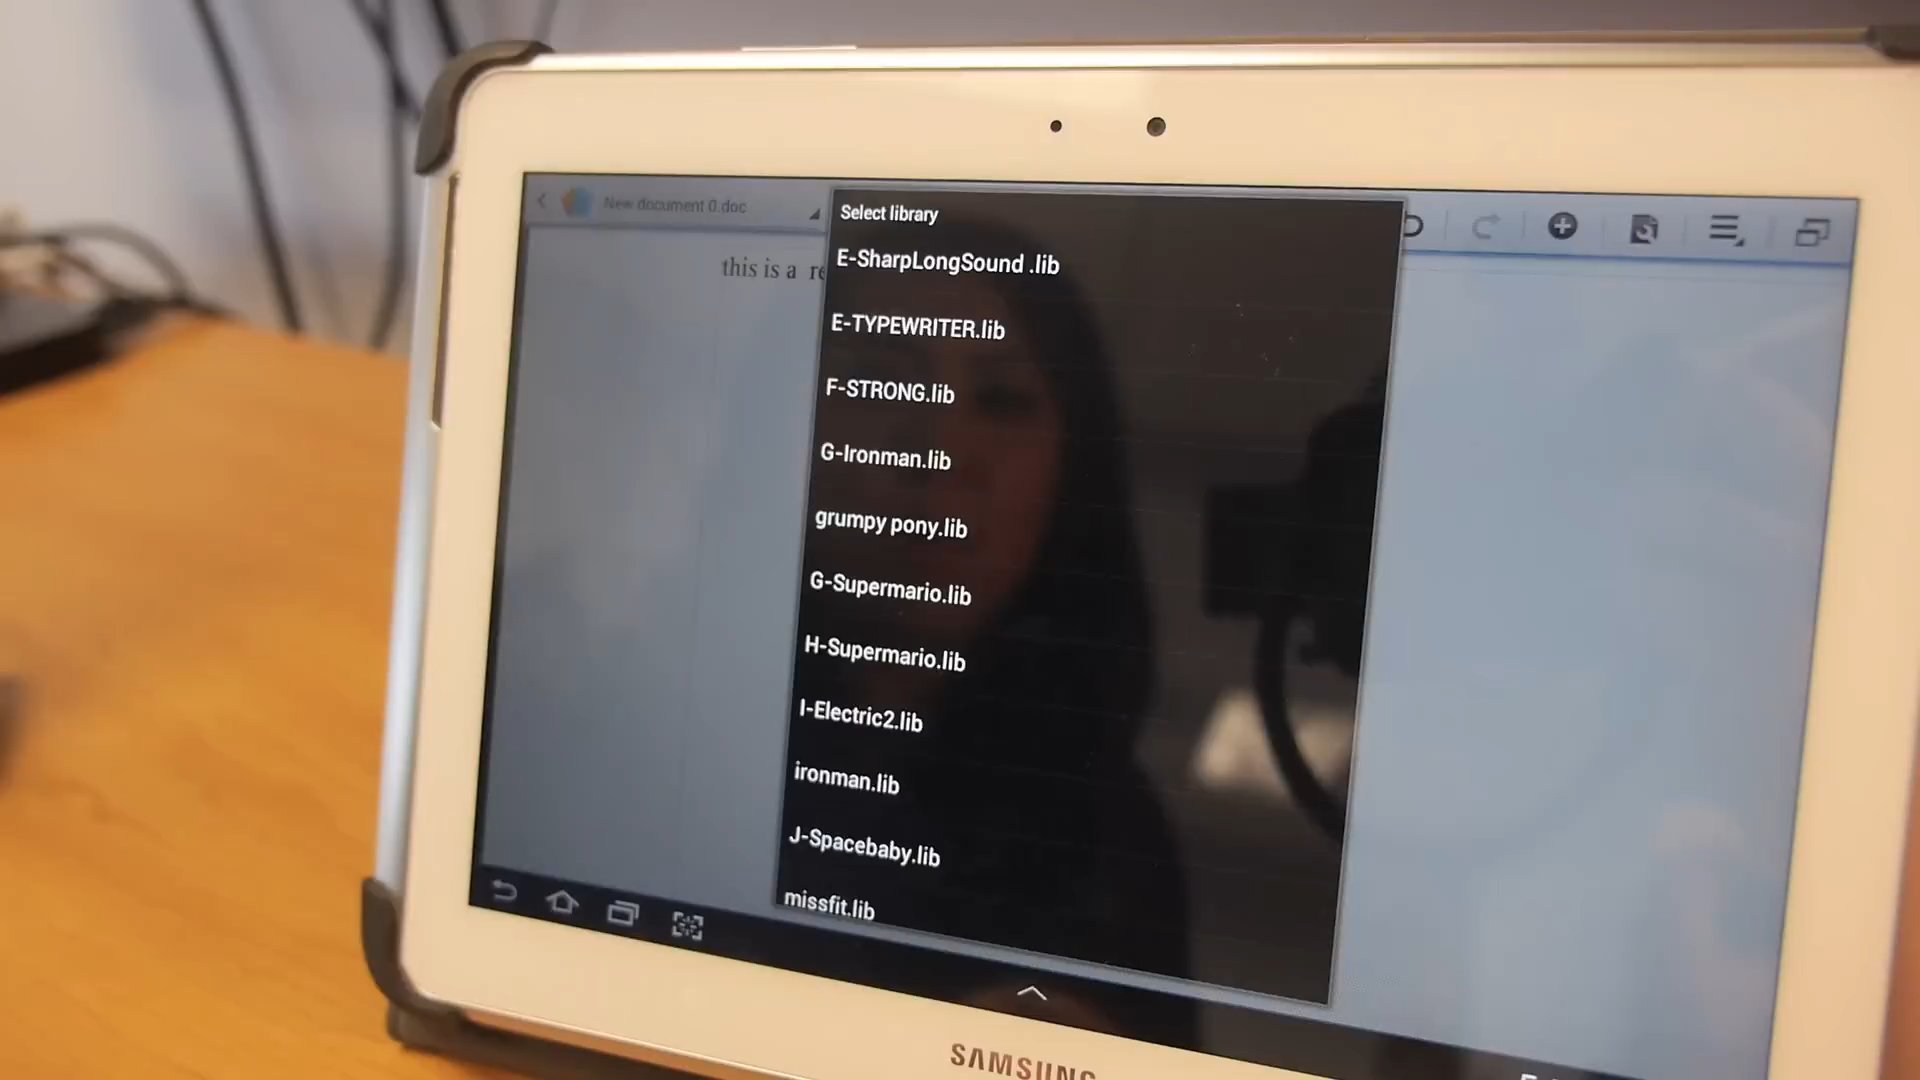 New document 0.doc
Select library
this is a
E-SharpLongSound .lib
E-TYPEWRITER.lib
F-STRONG.lib
G-Ironman.lib
grumpy pony.lib
G-Supermario.lib
H-Supermario.lib
I-Electric2.lib
ironman.lib
J-Spacebaby.lib
missfit.lib
SAMSUNG